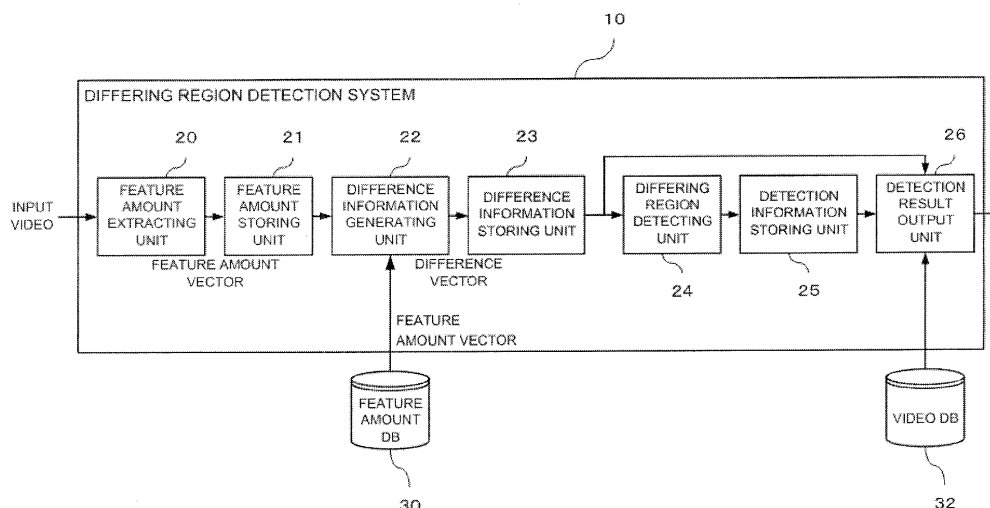 10
DIFFERING REGION DETECTION SYSTEM
20
21
22
23
26
INPUT
VIDEO
FEATURE
AMOUNT
EXTRACTING
UNIT
FEATURE
AMOUNT
STORING
UNIT
DIFFERENCE
INFORMATION
GENERATING
UNIT
DIFFERENCE
INFORMATION
STORING UNIT
DIFFERING
REGION
DETECTING
UNIT
DETECTION
INFORMATION
STORING UNIT
DETECTION
RESULT
OUTPUT
UNIT
FEATURE AMOUNT
VECTOR
DIFFERENCE
VECTOR
24
25
FEATURE
AMOUNT VECTOR
FEATURE
AMOUNT
DB
VIDEO DB
30
32